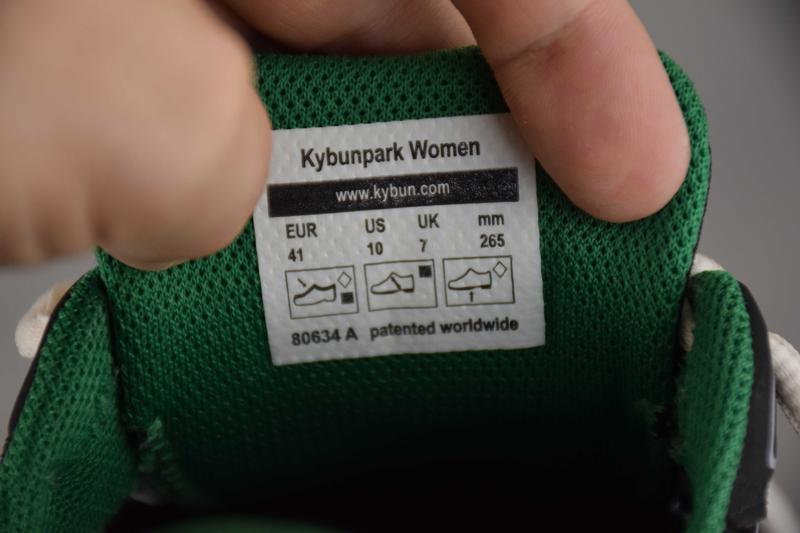 Kybunpark Women
www.kybun.com
EUR US UK mm
41 10 7 265
80634 A patented worldwide